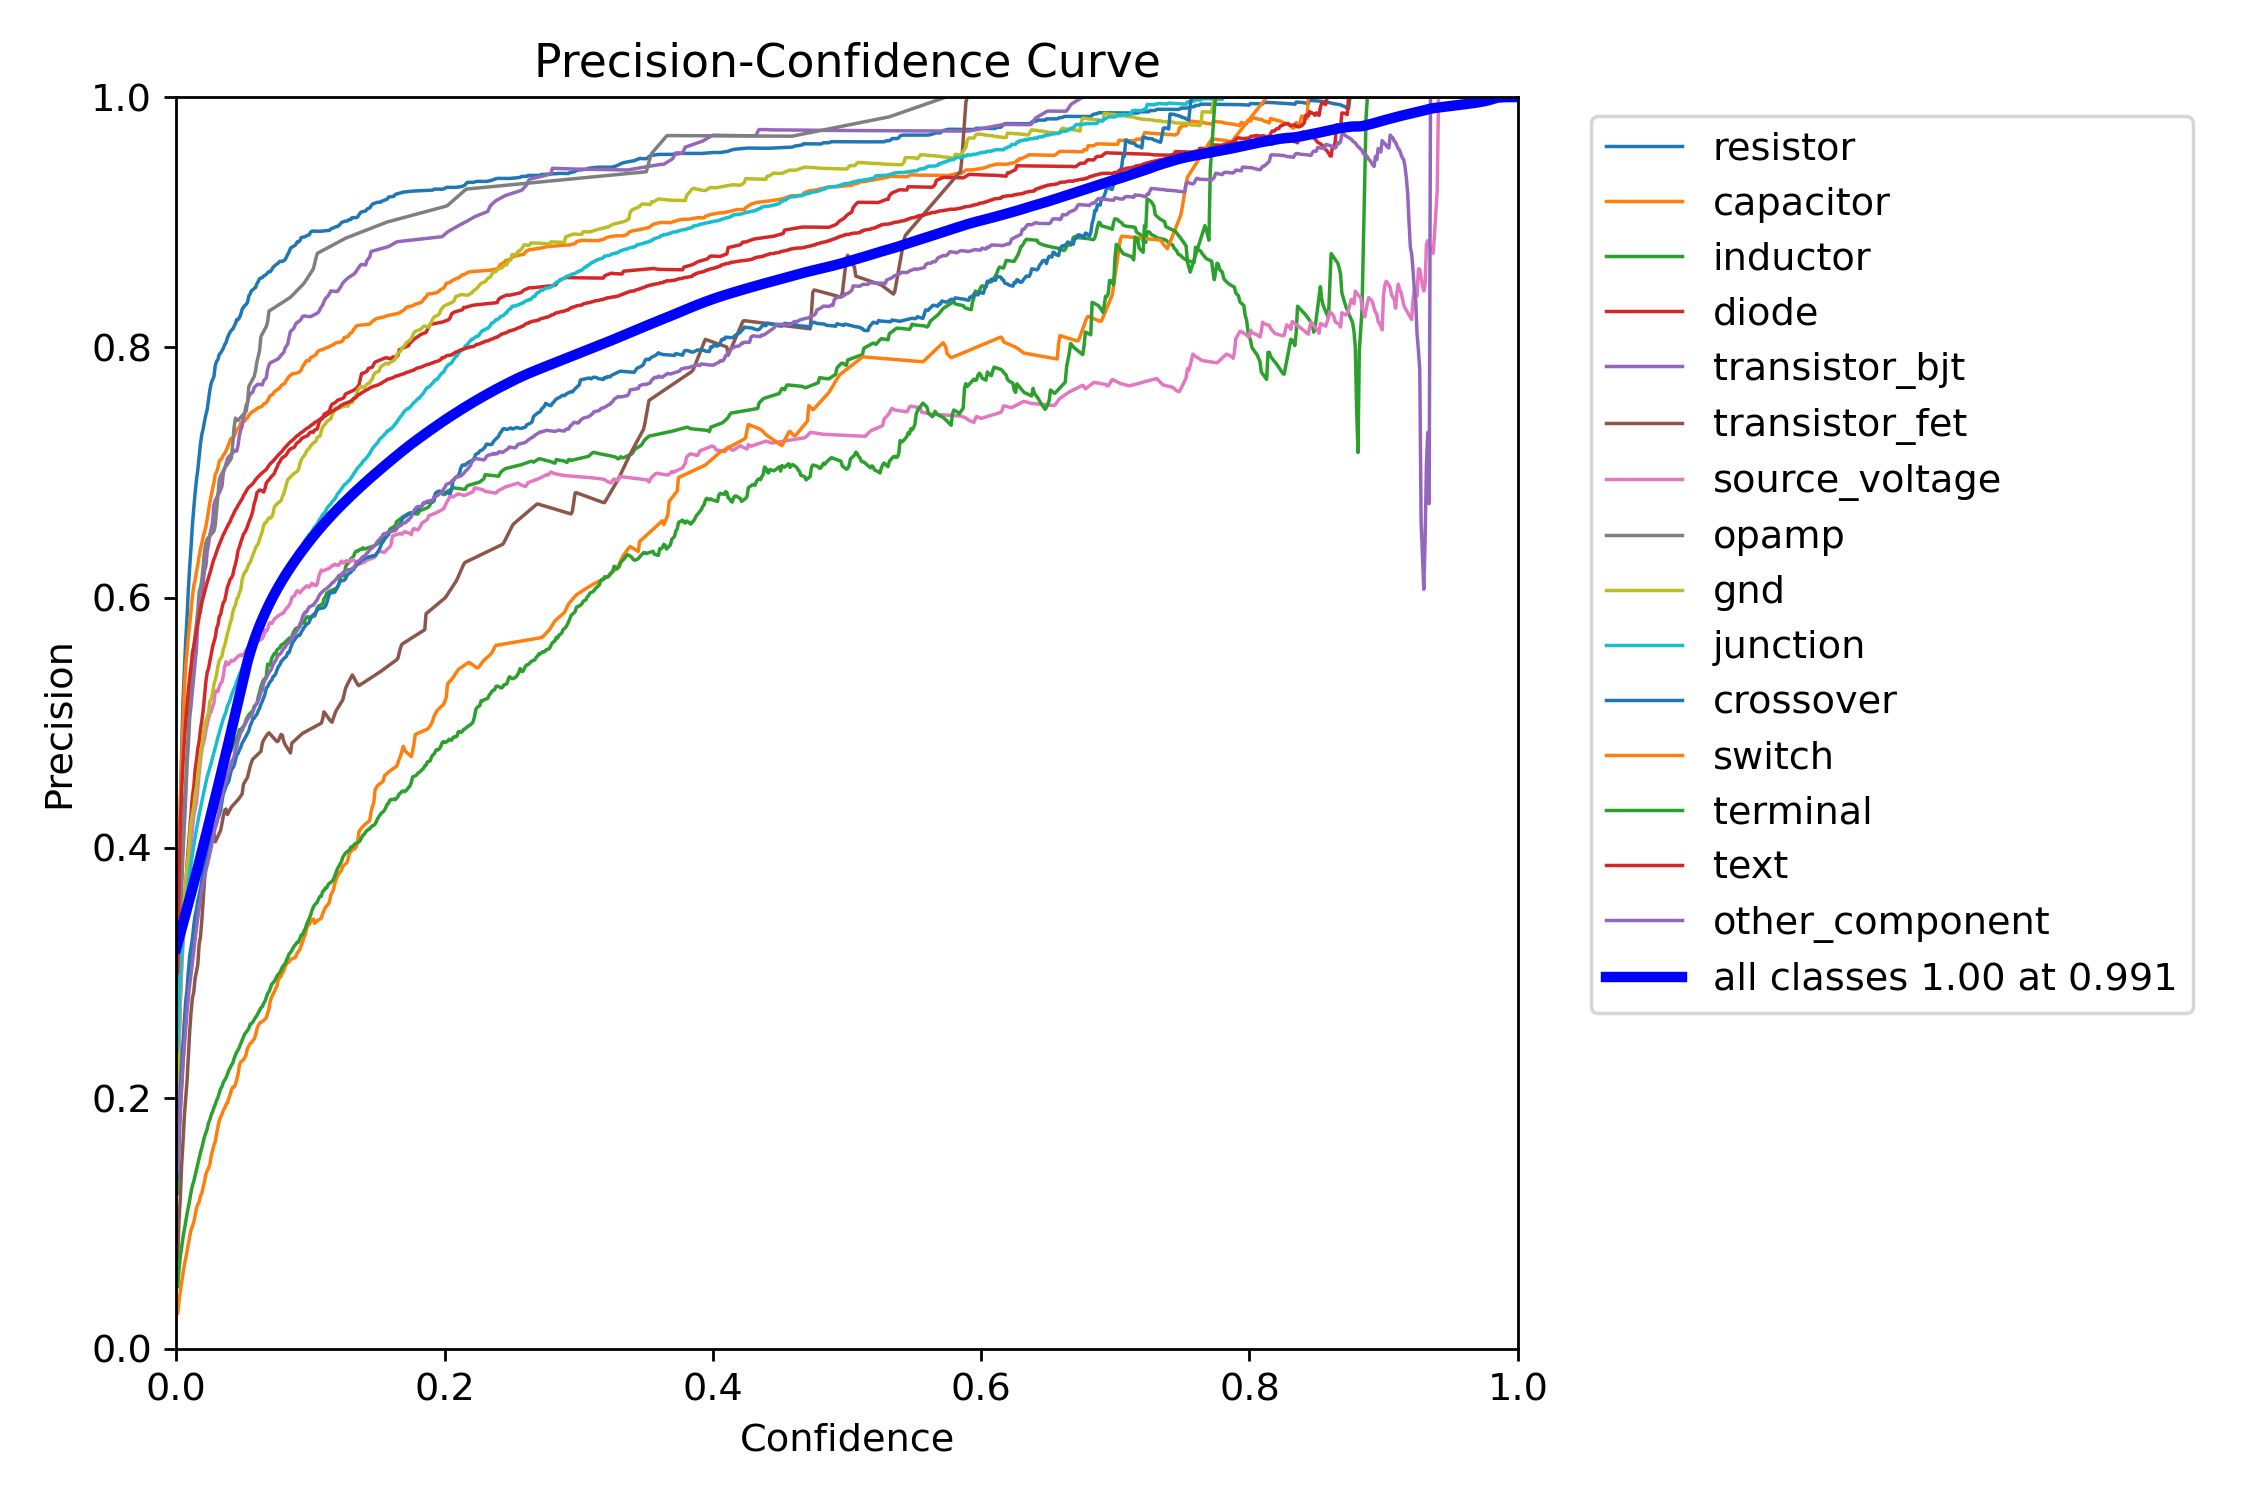 Precision-Confidence Curve
1.0
0.8
0.6
0.4
0.2
0.0
Precision
0.0 0.2 0.4 0.6 0.8 1.0
Confidence
resistor
capacitor
inductor
diode
transistor_bjt
transistor_fet
source_voltage
opamp
gnd
junction
crossover
switch
terminal
text
other_component
all classes 1.00 at 0.991